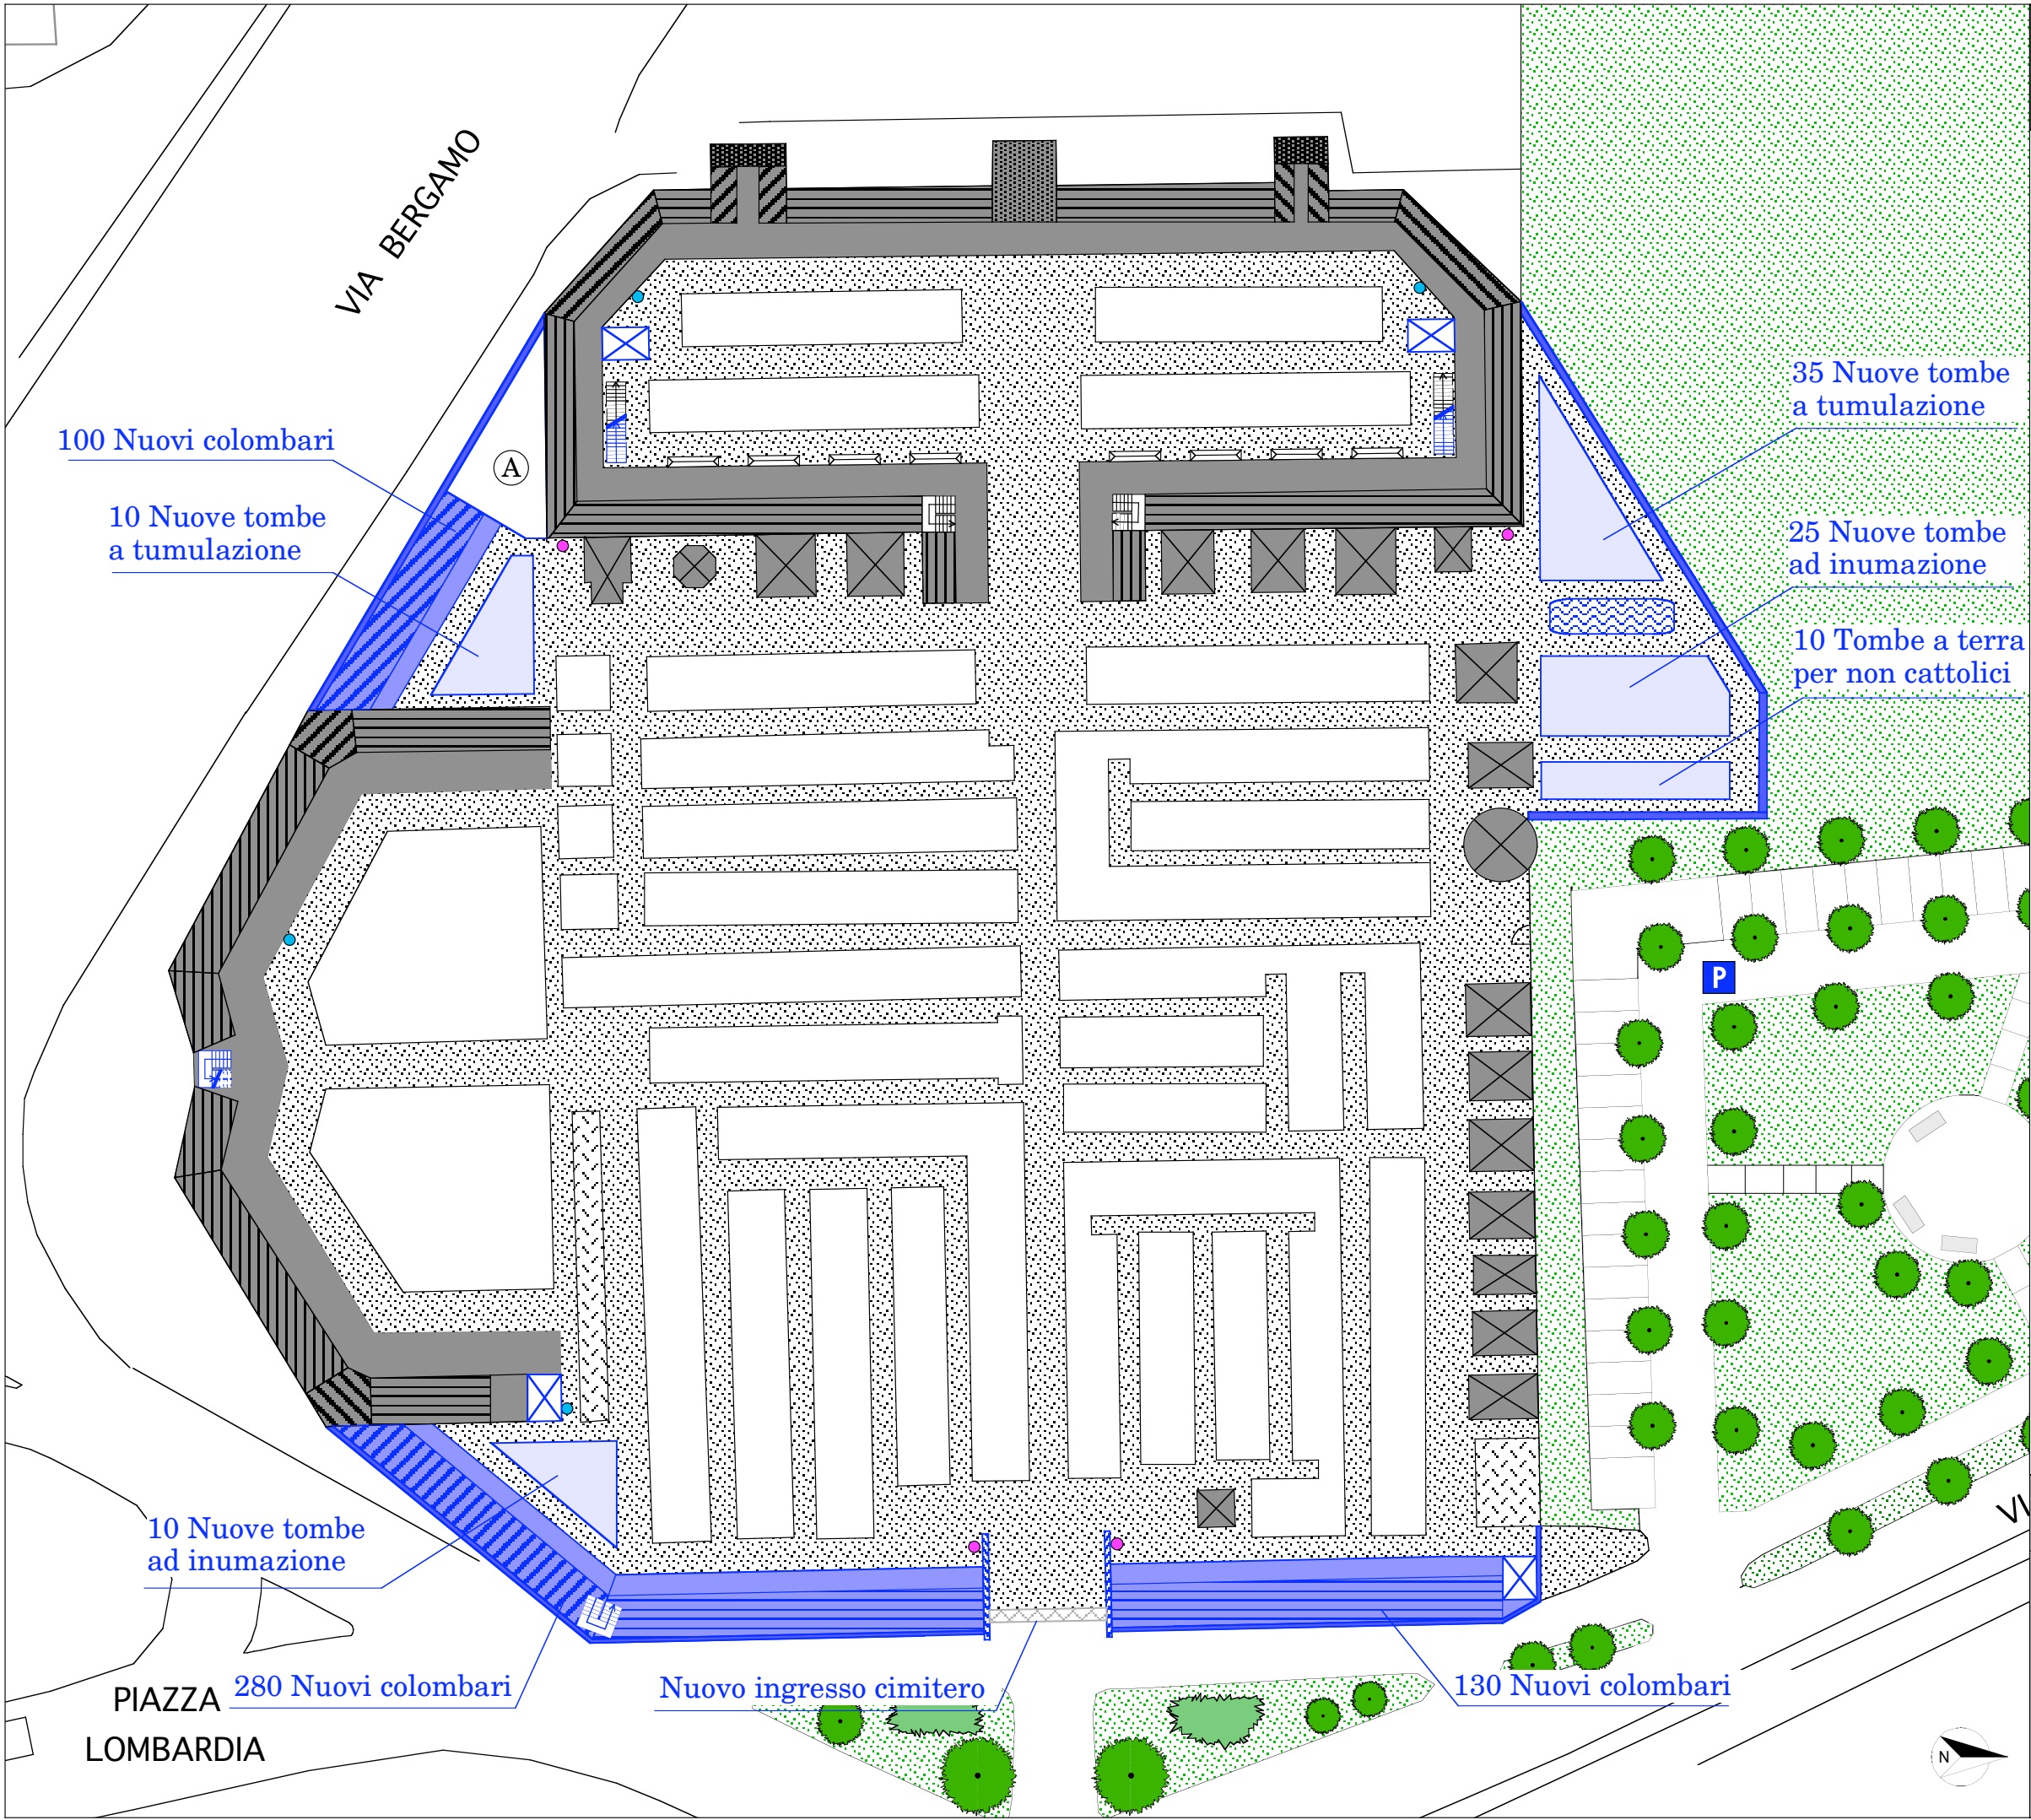 VIA BERGAMO
35 Nuove tombe
a tumulazione
100 Nuovi colombari
A
10 Nuove tombe
a tumulazione
25 Nuove tombe
ad inumazione
10 Tombe a terra
per non cattolici
P
10 Nuove tombe
ad inumazione
280 Nuovi colombari
Nuovo ingresso cimitero
130 Nuovi colombari
PIAZZA
LOMBARDIA
N